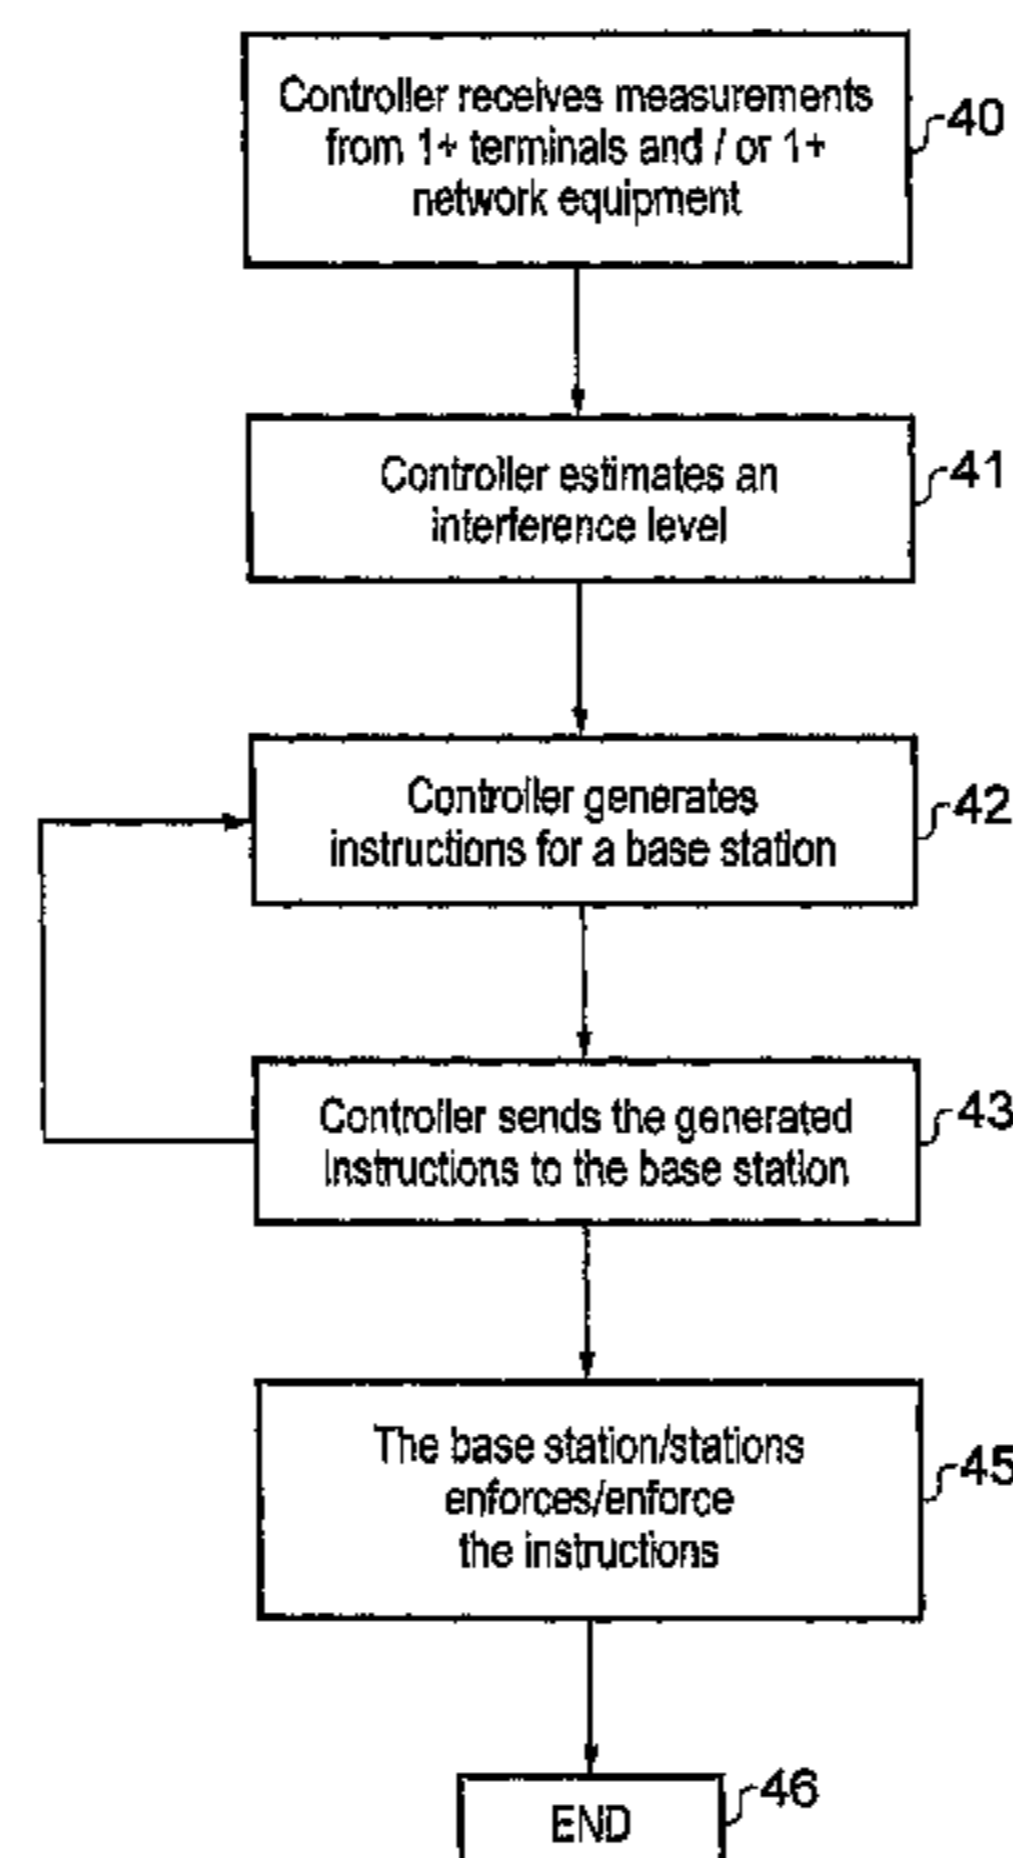 Controller receives measurements
from 1+ terminals and / or 1+
network equipment
40
Controller estimates an
interference level
41
Controller generates
instructions for a base station
42
Controller sends the generated
instructions to the base station
43
The base station/stations
enforces/enforce
the instructions
45
END
46